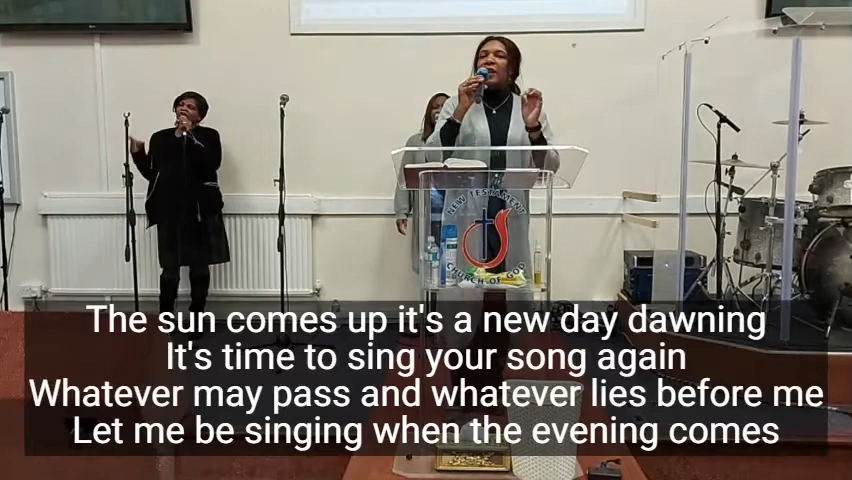 NEW TESTAMENT
CHURCH OF GOD
The sun comes up it's a new day dawning
It's time to sing your song again
Whatever may pass and whatever lies before me
Let me be singing when the evening comes